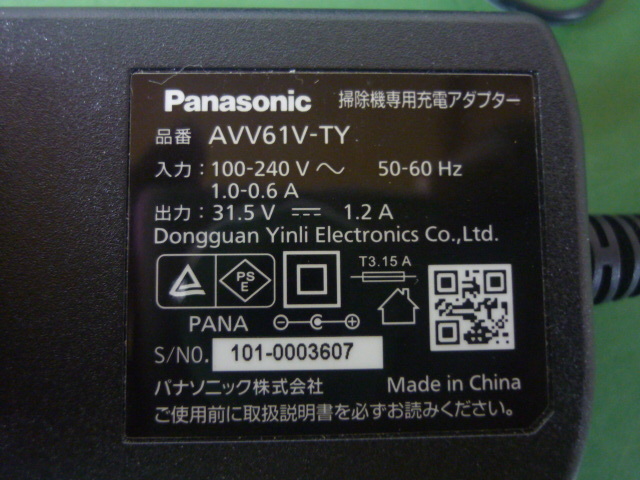 Panasonic 掃除機専用充電アダプター
品番 AVV61V-TY
入力：100-240 V～ 50-60 Hz
1.0-0.6 A
出力：31.5 V ⎓ 1.2 A
Dongguan Yinli Electronics Co.,Ltd.
PS
E
T3.15 A
PANA
S/NO. 101-0003607
パナソニック株式会社 Made in China
ご使用前に取扱説明書を必ずお読みください。